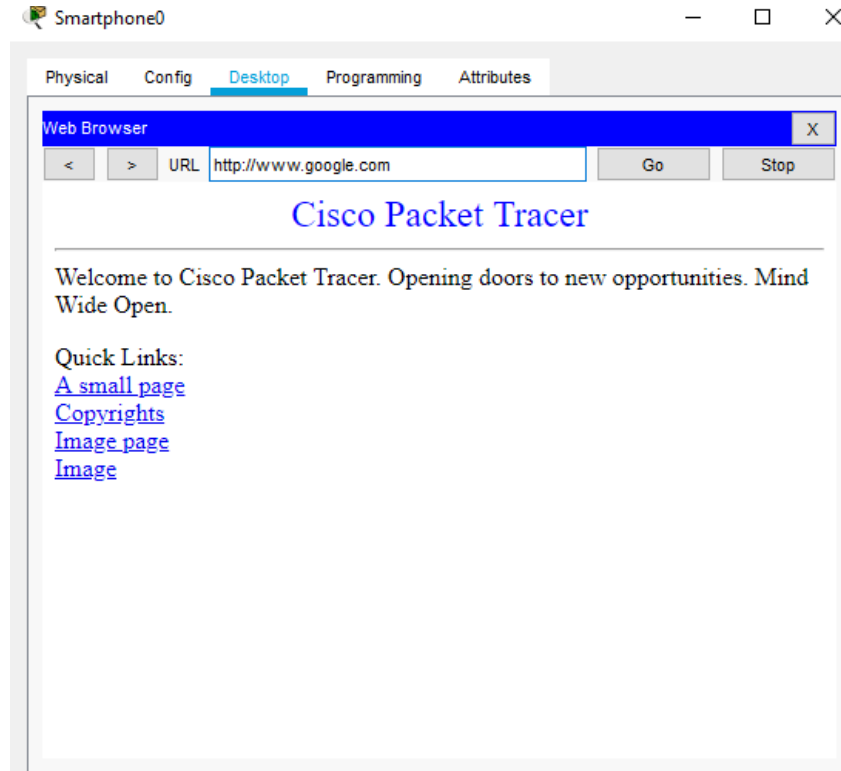 Smartphone0
Physical Config Desktop Programming Attributes
Web Browser X
< > URL http://www.google.com Go Stop
Cisco Packet Tracer
Welcome to Cisco Packet Tracer. Opening doors to new opportunities. Mind
Wide Open.
Quick Links:
A small page
Copyrights
Image page
Image